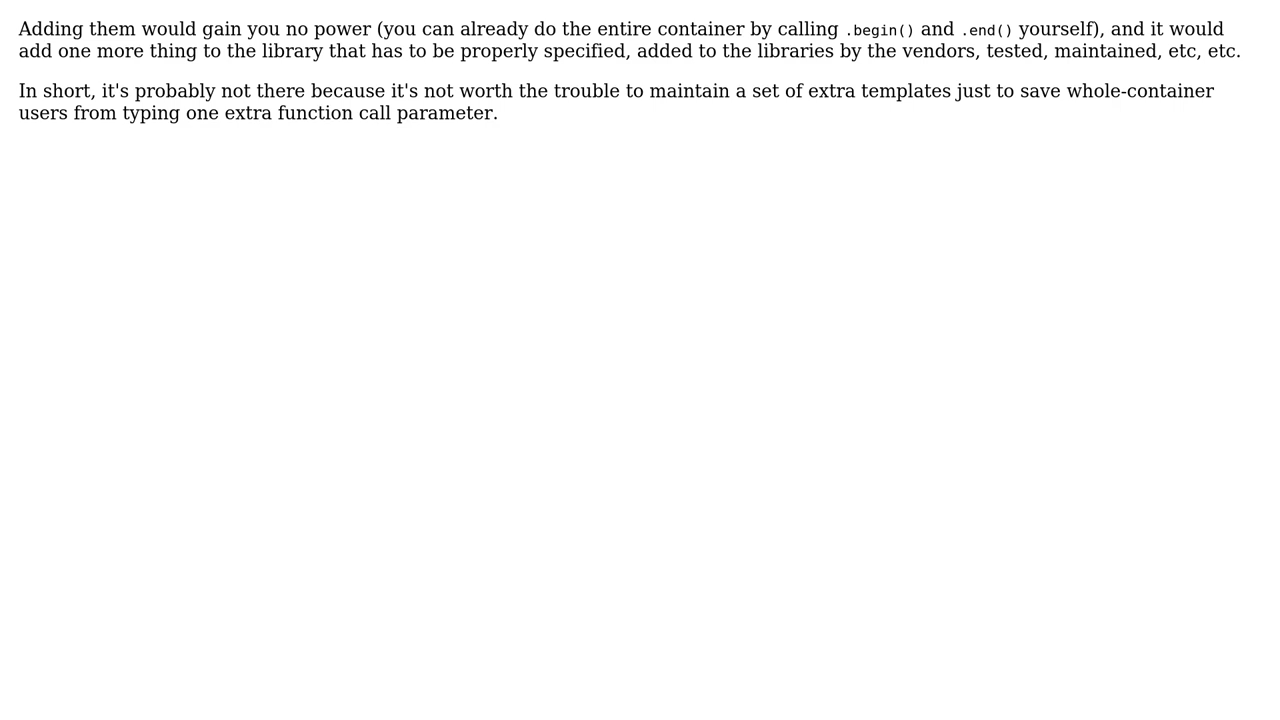 Adding them would gain you no power (you can already do the entire container by calling .begin() and .end() yourself), and it would
add one more thing to the library that has to be properly specified, added to the libraries by the vendors, tested, maintained, etc, etc.
In short, it's probably not there because it's not worth the trouble to maintain a set of extra templates just to save whole-container
users from typing one extra function call parameter.